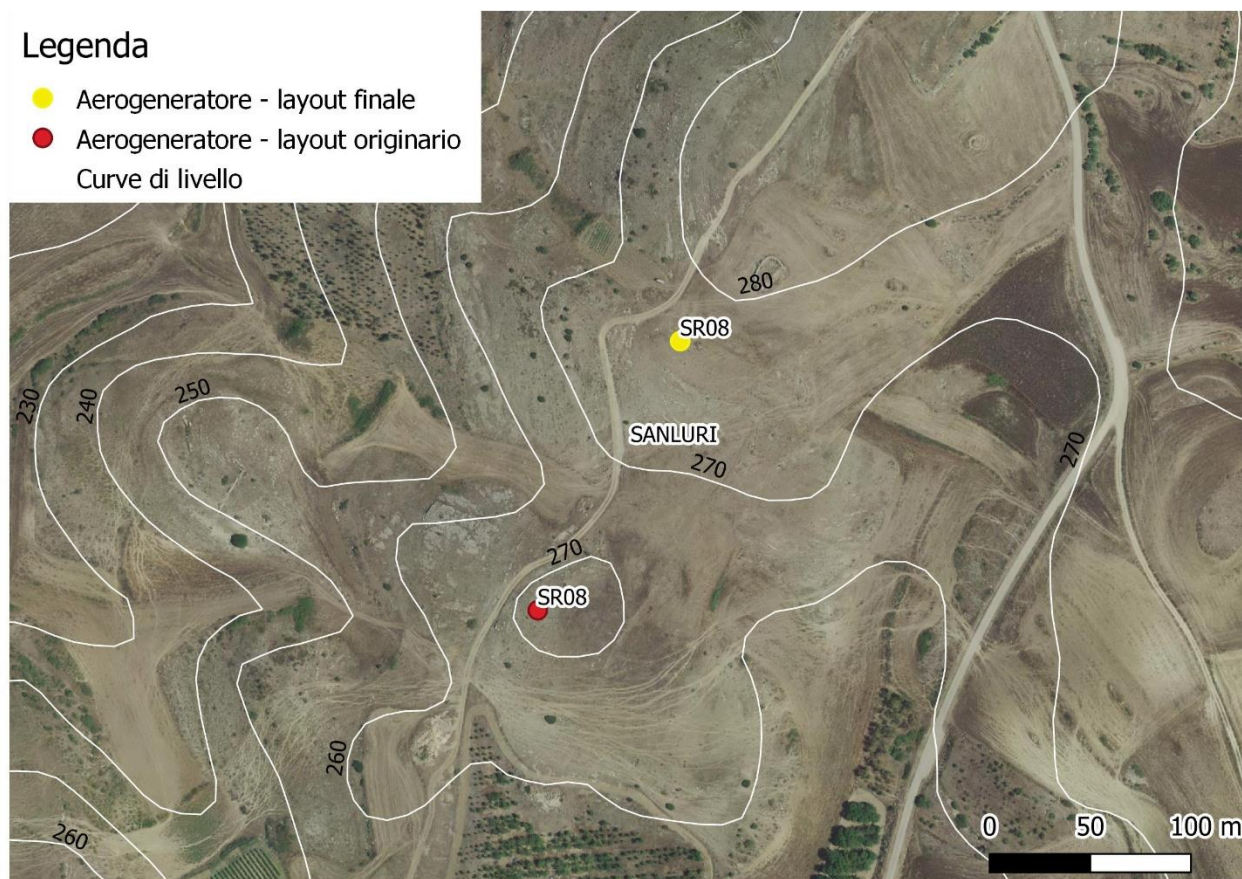 Legenda
Aerogeneratore - layout finale
Aerogeneratore - layout originario
Curve di livello
280
SR08
230
240
250
SANLURI
270
270
270
SR08
260
260
0 50 100 m